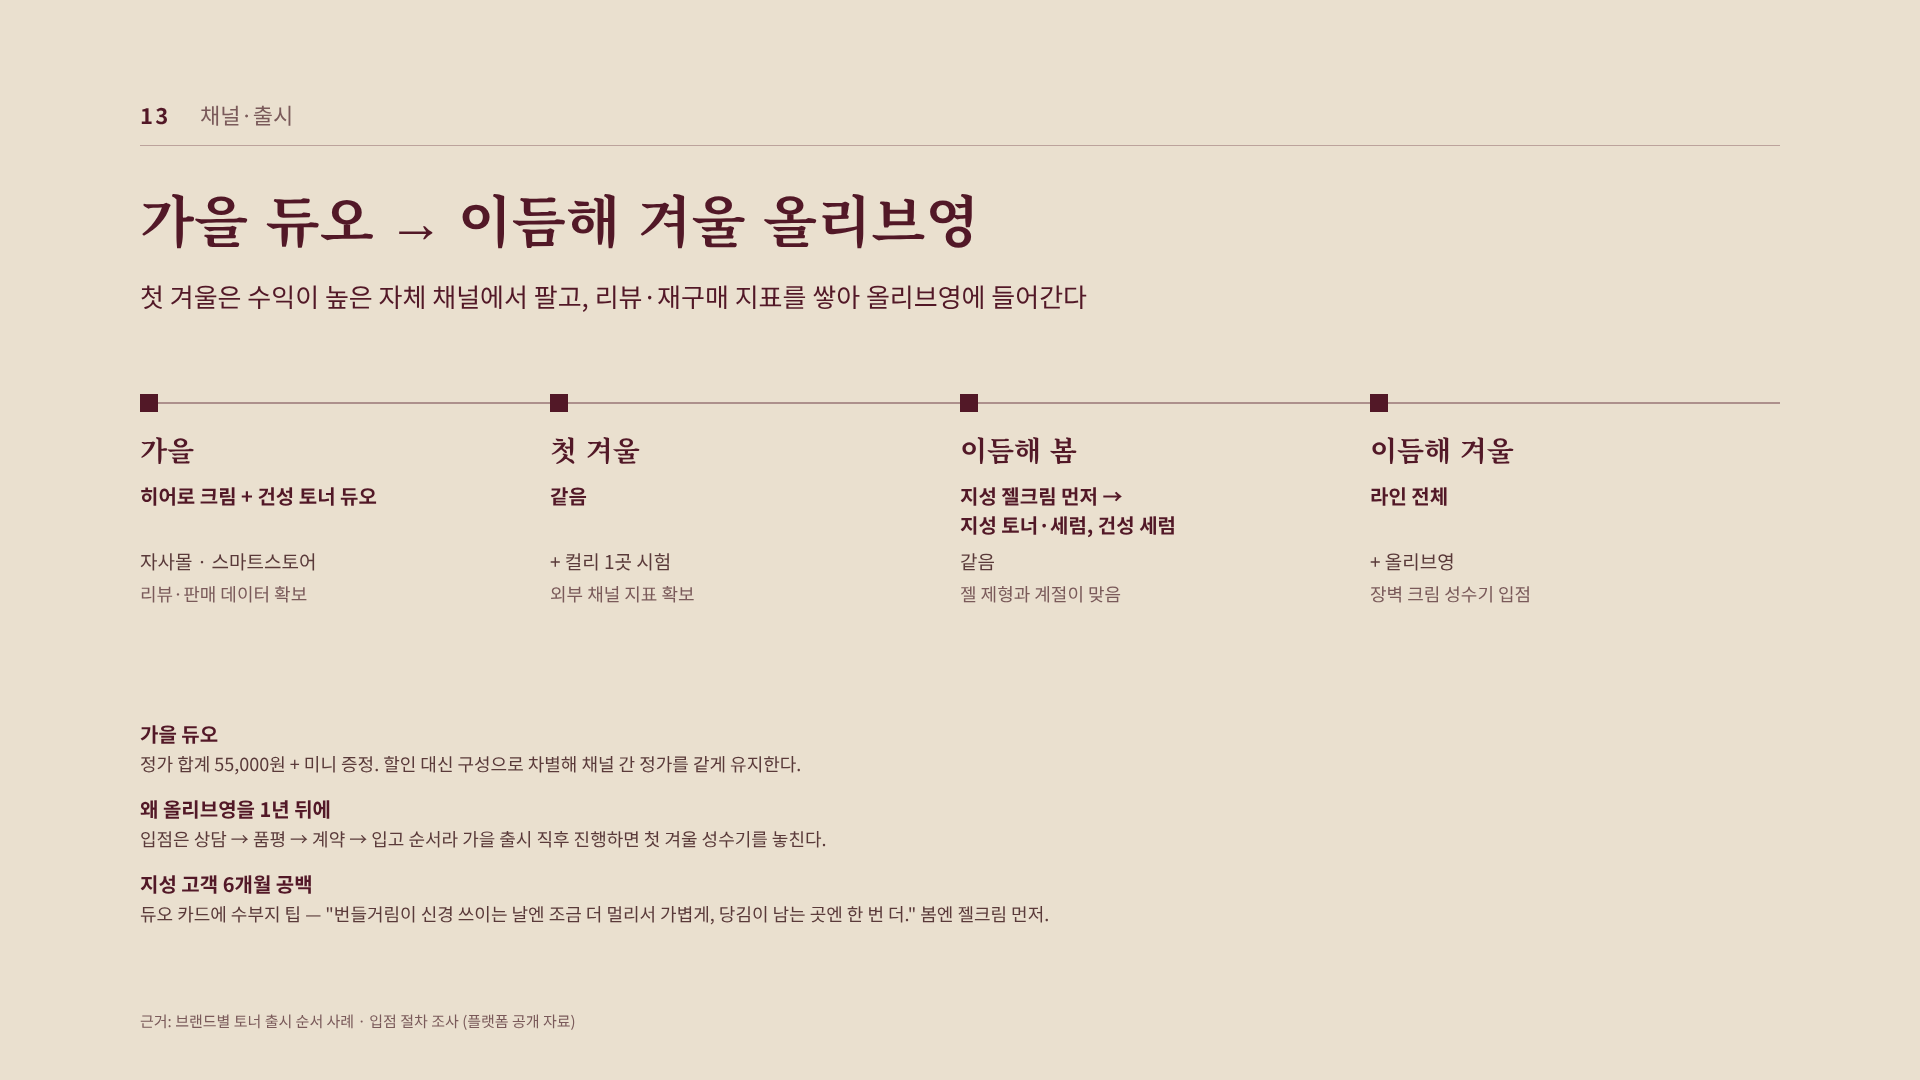 13 채널·출시
가을 듀오 → 이듬해 겨울 올리브영
첫 겨울은 수익이 높은 자체 채널에서 팔고, 리뷰·재구매 지표를 쌓아 올리브영에 들어간다
가을
히어로 크림 + 건성 토너 듀오
자사몰 · 스마트스토어
리뷰·판매 데이터 확보
첫 겨울
같음
+ 컬리 1곳 시험
외부 채널 지표 확보
이듬해 봄
지성 젤크림 먼저 →
지성 토너·세럼, 건성 세럼
같음
젤 제형과 계절이 맞음
이듬해 겨울
라인 전체
+ 올리브영
장벽 크림 성수기 입점
가을 듀오
정가 합계 55,000원 + 미니 증정. 할인 대신 구성으로 차별해 채널 간 정가를 같게 유지한다.
왜 올리브영을 1년 뒤에
입점은 상담 → 품평 → 계약 → 입고 순서라 가을 출시 직후 진행하면 첫 겨울 성수기를 놓친다.
지성 고객 6개월 공백
듀오 카드에 수부지 팁 — "번들거림이 신경 쓰이는 날엔 조금 더 멀리서 가볍게, 당김이 남는 곳엔 한 번 더." 봄엔 젤크림 먼저.
근거: 브랜드별 토너 출시 순서 사례 · 입점 절차 조사 (플랫폼 공개 자료)